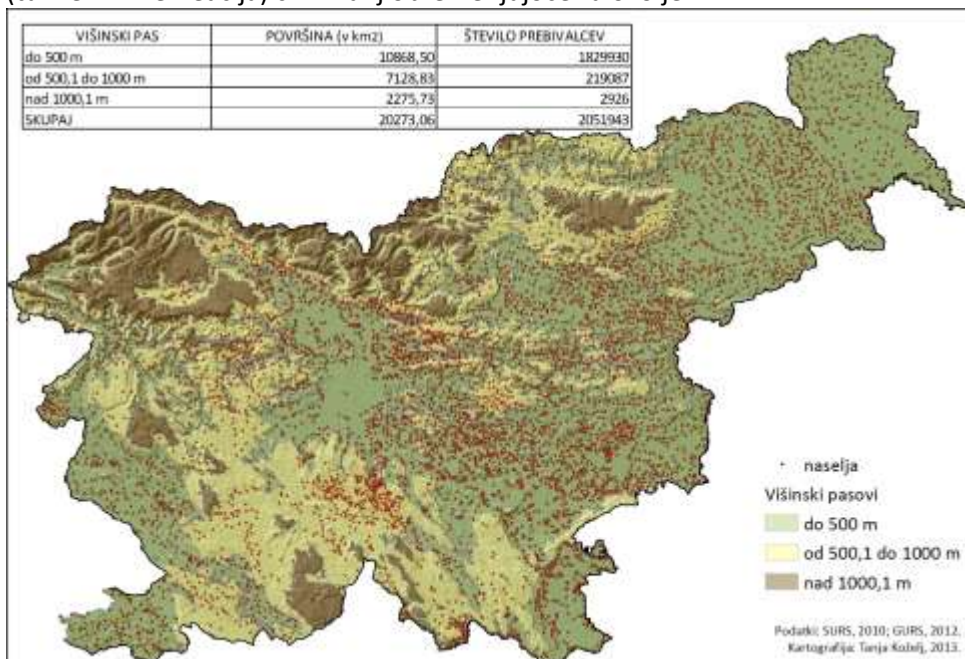 VIŠINSKI PAS POVRŠINA (v km2) ŠTEVILO PREBIVALCEV
do 500 m 10868,50 1829930
od 500,1 do 1000 m 7128,83 219087
nad 1000,1 m 2275,73 2926
SKUPAJ 20273,06 2051943
naselja
Višinski pasovi
do 500 m
od 500,1 do 1000 m
nad 1000,1 m
Podatki: SURS, 2010; GURS, 2012.
Kartografija: Tanja Koželj, 2013.